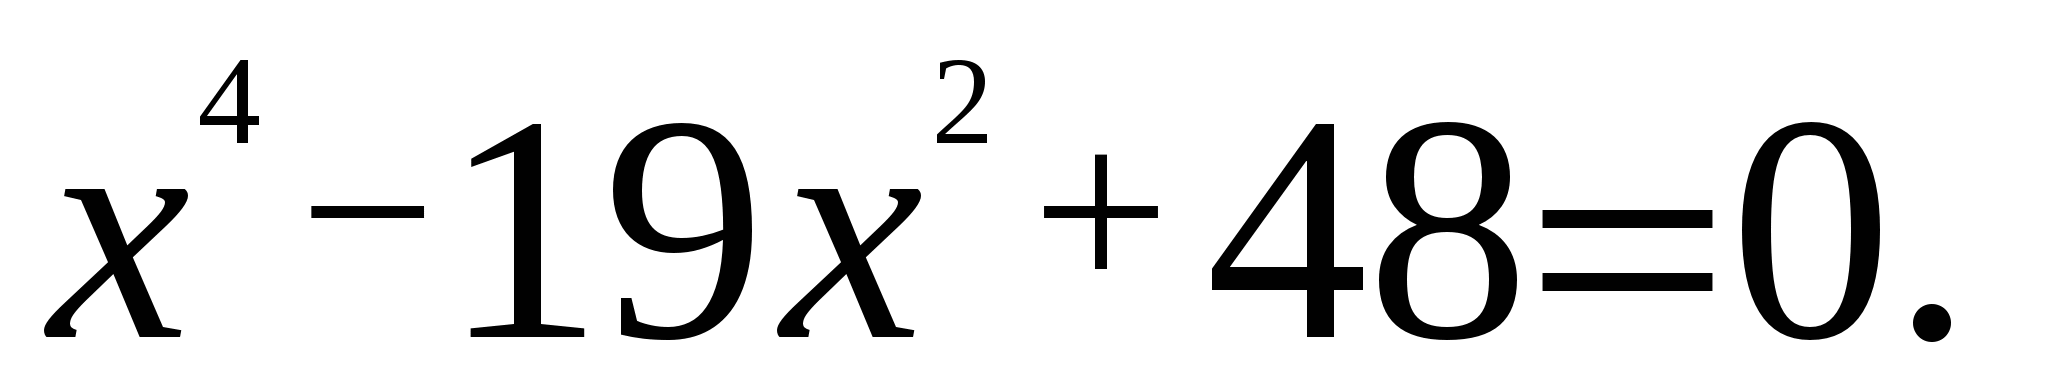 x⁴ − 19x² + 48=0.